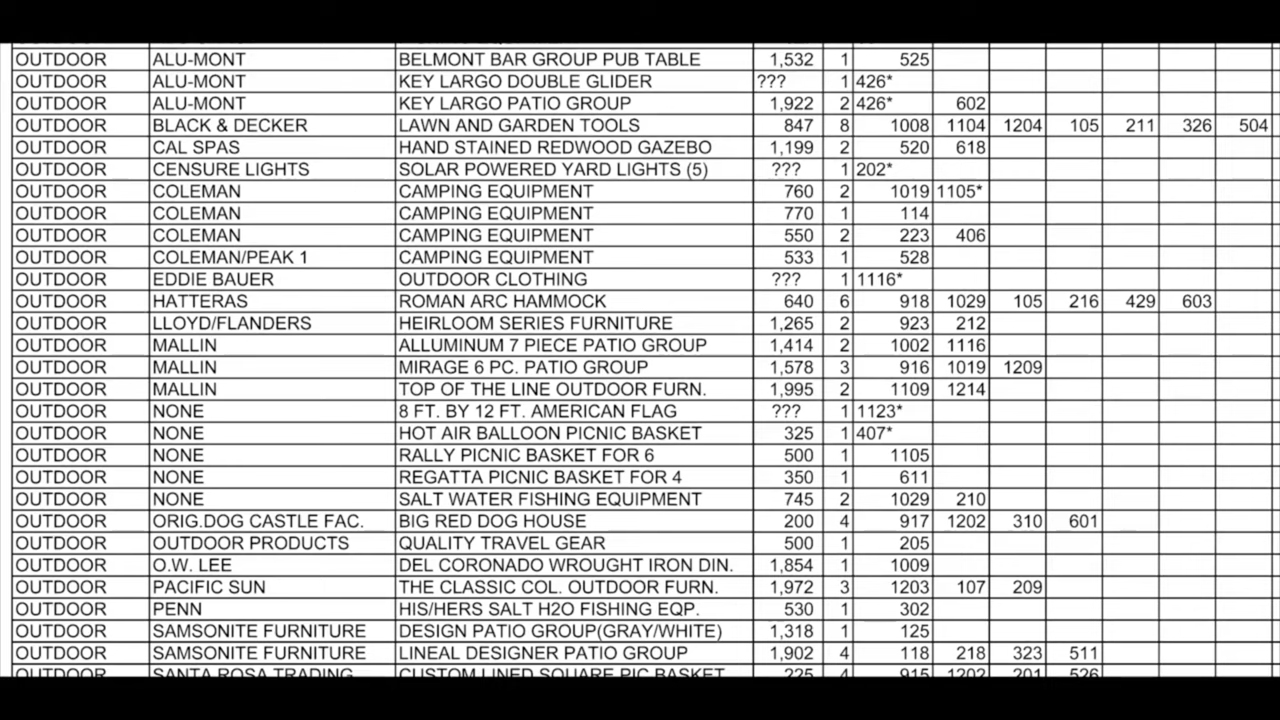 OUTDOOR ALU-MONT BELMONT BAR GROUP PUB TABLE 1,532 1 525
OUTDOOR ALU-MONT KEY LARGO DOUBLE GLIDER ??? 1 426*
OUTDOOR ALU-MONT KEY LARGO PATIO GROUP 1,922 2 426* 602
OUTDOOR BLACK & DECKER LAWN AND GARDEN TOOLS 847 8 1008 1104 1204 105 211 326 504
OUTDOOR CAL SPAS HAND STAINED REDWOOD GAZEBO 1,199 2 520 618
OUTDOOR CENSURE LIGHTS SOLAR POWERED YARD LIGHTS (5) ??? 1 202*
OUTDOOR COLEMAN CAMPING EQUIPMENT 760 2 1019 1105*
OUTDOOR COLEMAN CAMPING EQUIPMENT 770 1 114
OUTDOOR COLEMAN CAMPING EQUIPMENT 550 2 223 406
OUTDOOR COLEMAN/PEAK 1 CAMPING EQUIPMENT 533 1 528
OUTDOOR EDDIE BAUER OUTDOOR CLOTHING ??? 1 1116*
OUTDOOR HATTERAS ROMAN ARC HAMMOCK 640 6 918 1029 105 216 429 603
OUTDOOR LLOYD/FLANDERS HEIRLOOM SERIES FURNITURE 1,265 2 923 212
OUTDOOR MALLIN ALLUMINUM 7 PIECE PATIO GROUP 1,414 2 1002 1116
OUTDOOR MALLIN MIRAGE 6 PC. PATIO GROUP 1,578 3 916 1019 1209
OUTDOOR MALLIN TOP OF THE LINE OUTDOOR FURN. 1,995 2 1109 1214
OUTDOOR NONE 8 FT. BY 12 FT. AMERICAN FLAG ??? 1 1123*
OUTDOOR NONE HOT AIR BALLOON PICNIC BASKET 325 1 407*
OUTDOOR NONE RALLY PICNIC BASKET FOR 6 500 1 1105
OUTDOOR NONE REGATTA PICNIC BASKET FOR 4 350 1 611
OUTDOOR NONE SALT WATER FISHING EQUIPMENT 745 2 1029 210
OUTDOOR ORIG.DOG CASTLE FAC. BIG RED DOG HOUSE 200 4 917 1202 310 601
OUTDOOR OUTDOOR PRODUCTS QUALITY TRAVEL GEAR 500 1 205
OUTDOOR O.W. LEE DEL CORONADO WROUGHT IRON DIN. 1,854 1 1009
OUTDOOR PACIFIC SUN THE CLASSIC COL. OUTDOOR FURN. 1,972 3 1203 107 209
OUTDOOR PENN HIS/HERS SALT H2O FISHING EQP. 530 1 302
OUTDOOR SAMSONITE FURNITURE DESIGN PATIO GROUP(GRAY/WHITE) 1,318 1 125
OUTDOOR SAMSONITE FURNITURE LINEAL DESIGNER PATIO GROUP 1,902 4 118 218 323 511
OUTDOOR SANTA ROSA TRADING CUSTOM LINED SQUARE PIC BASKET 225 4 915 1202 201 526